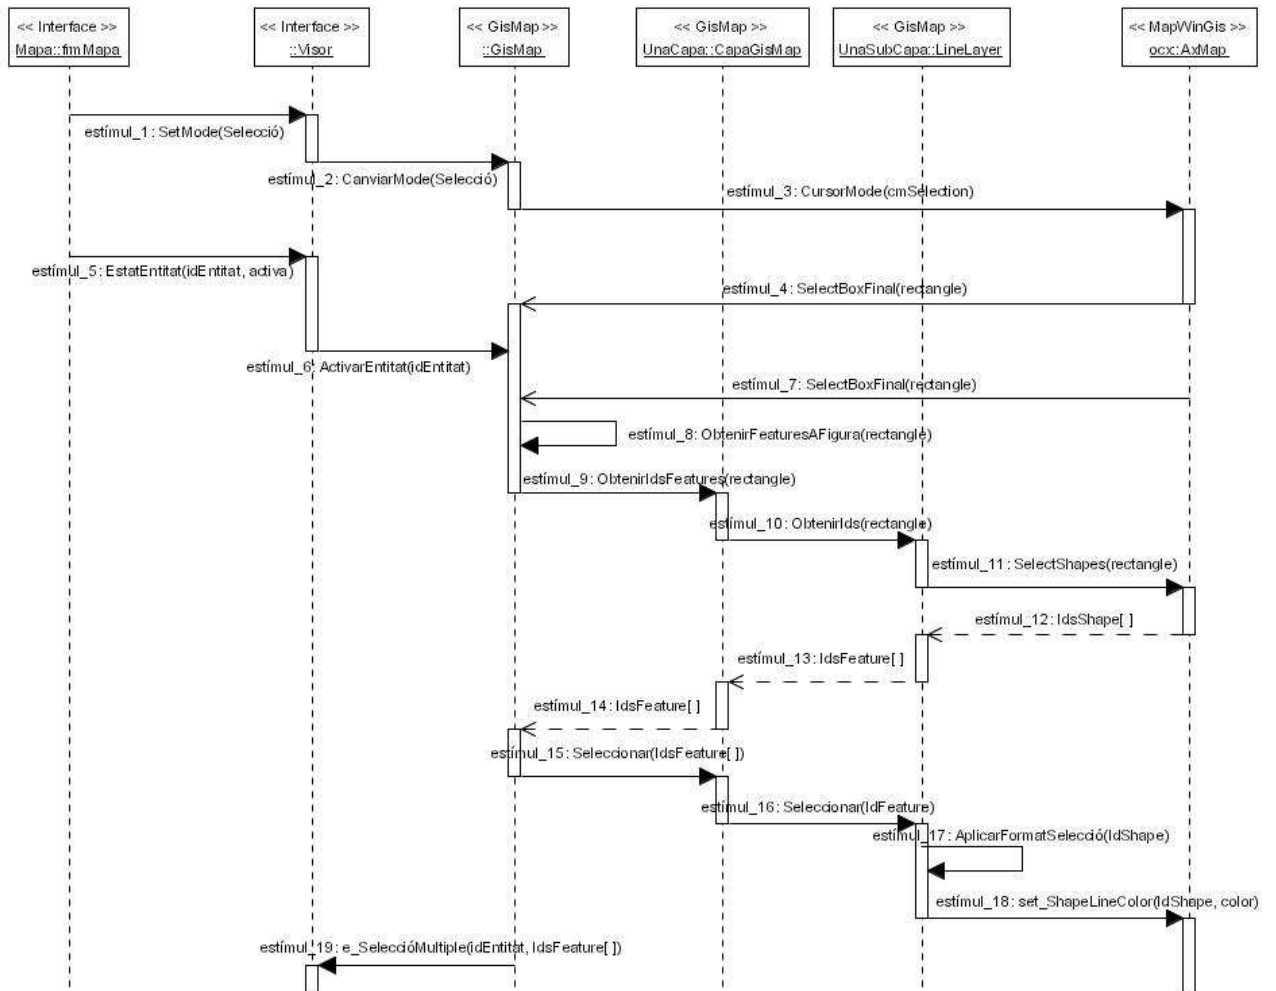 << Interface >>
Mapa::fmMapa
<< Interface >>
::Visor
<< GisMap >>
::GisMap
<< GisMap >>
UnaCapa::CapaGisMap
<< GisMap >>
UnaSubCapa::LineLayer
<< MapWinGis >
ocx::AxMap
estímul_1: SetMode(Selecció)
estímul_2: CanviarMode(Selecció)
estímul_3: CursorMode(cmSelection)
estímul_5: EstatEntitat(idEntitat, activa)
estímul_4: SelectBoxFinal(rectangle)
estímul_6: ActivarEntitat(idEntitat)
estímul_7: SelectBoxFinal(rectangle)
estímul_8: ObtenirFeaturesAFigura(rectangle)
estímul_9: ObtenirIdsFeatures(rectangle)
estímul_10: ObtenirIds(rectangle)
estímul_11: SelectShapes(rectangle)
estímul_12: IdsShape[ ]
estímul_13: IdsFeature[ ]
estímul_14: IdsFeature[ ]
estímul_15: Seleccionar(IdsFeature[ ])
estímul_16: Seleccionar(IdFeature)
estímul_17: AplicarFormatSelecció(IdShape)
estímul_18: set_ShapeLineColor(IdShape, color)
estímul_19: e_SeleccióMultiple(idEntitat, IdsFeature[ ])